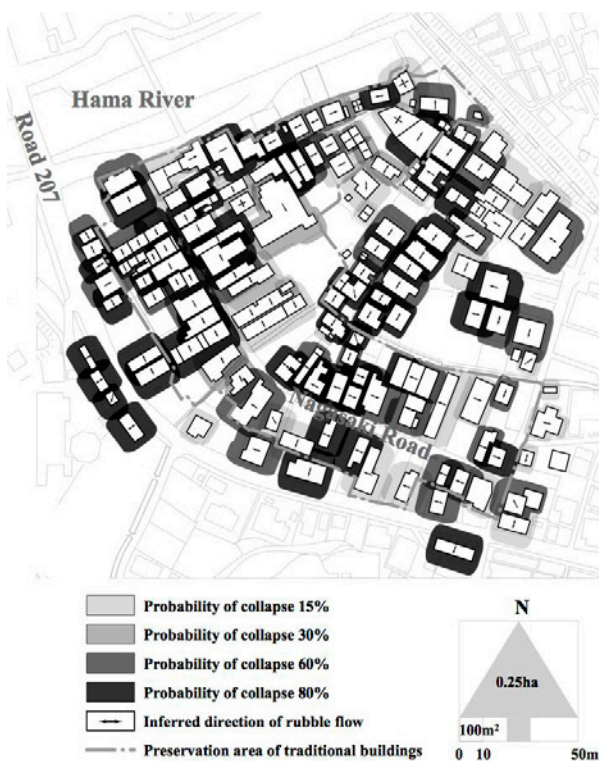 Hama River
Road 207
Nagasaki Road
Probability of collapse 15%
Probability of collapse 30%
Probability of collapse 60%
Probability of collapse 80%
Inferred direction of rubble flow
Preservation area of traditional buildings
N
0.25ha
100m²
0 10 50m